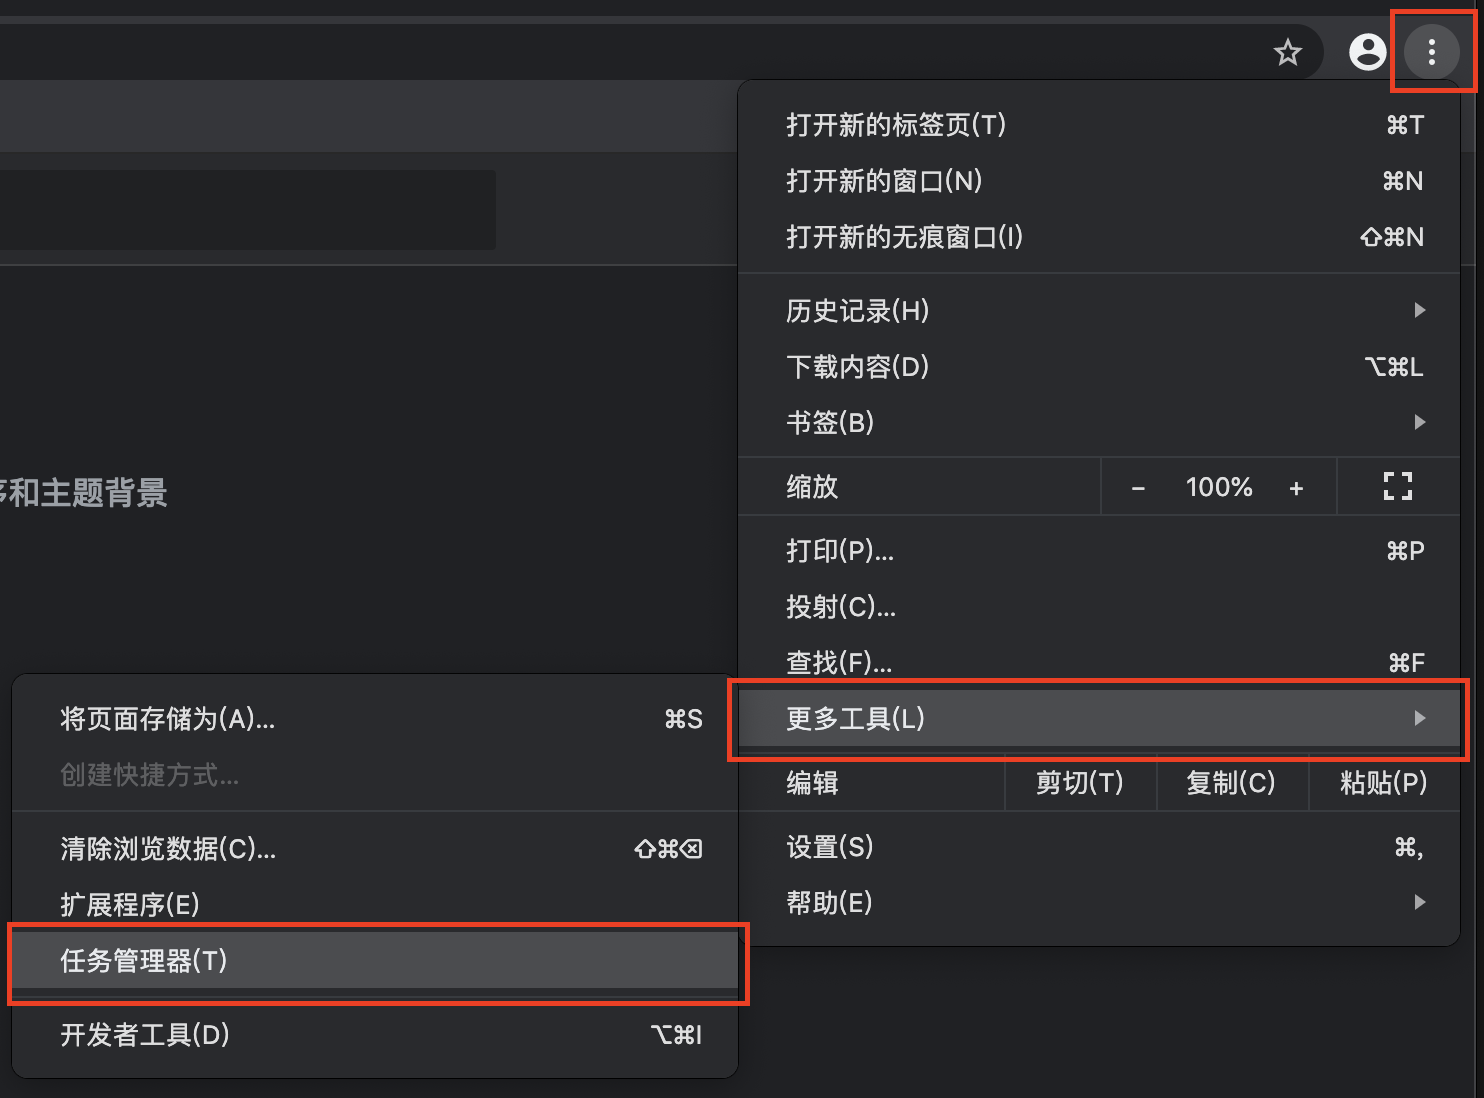 打开新的标签页(T) ⌘T
打开新的窗口(N) ⌘N
打开新的无痕窗口(I) ⇧⌘N
历史记录(H)
下载内容(D) ⌥⌘L
书签(B)
缩放 − 100% +
打印(P)... ⌘P
投射(C)...
查找(F)... ⌘F
更多工具(L)
编辑 剪切(T) 复制(C) 粘贴(P)
设置(S) ⌘,
帮助(E)
和主题背景
将页面存储为(A)... ⌘S
创建快捷方式...
清除浏览数据(C)... ⇧⌘⌫
扩展程序(E)
任务管理器(T)
开发者工具(D) ⌥⌘I